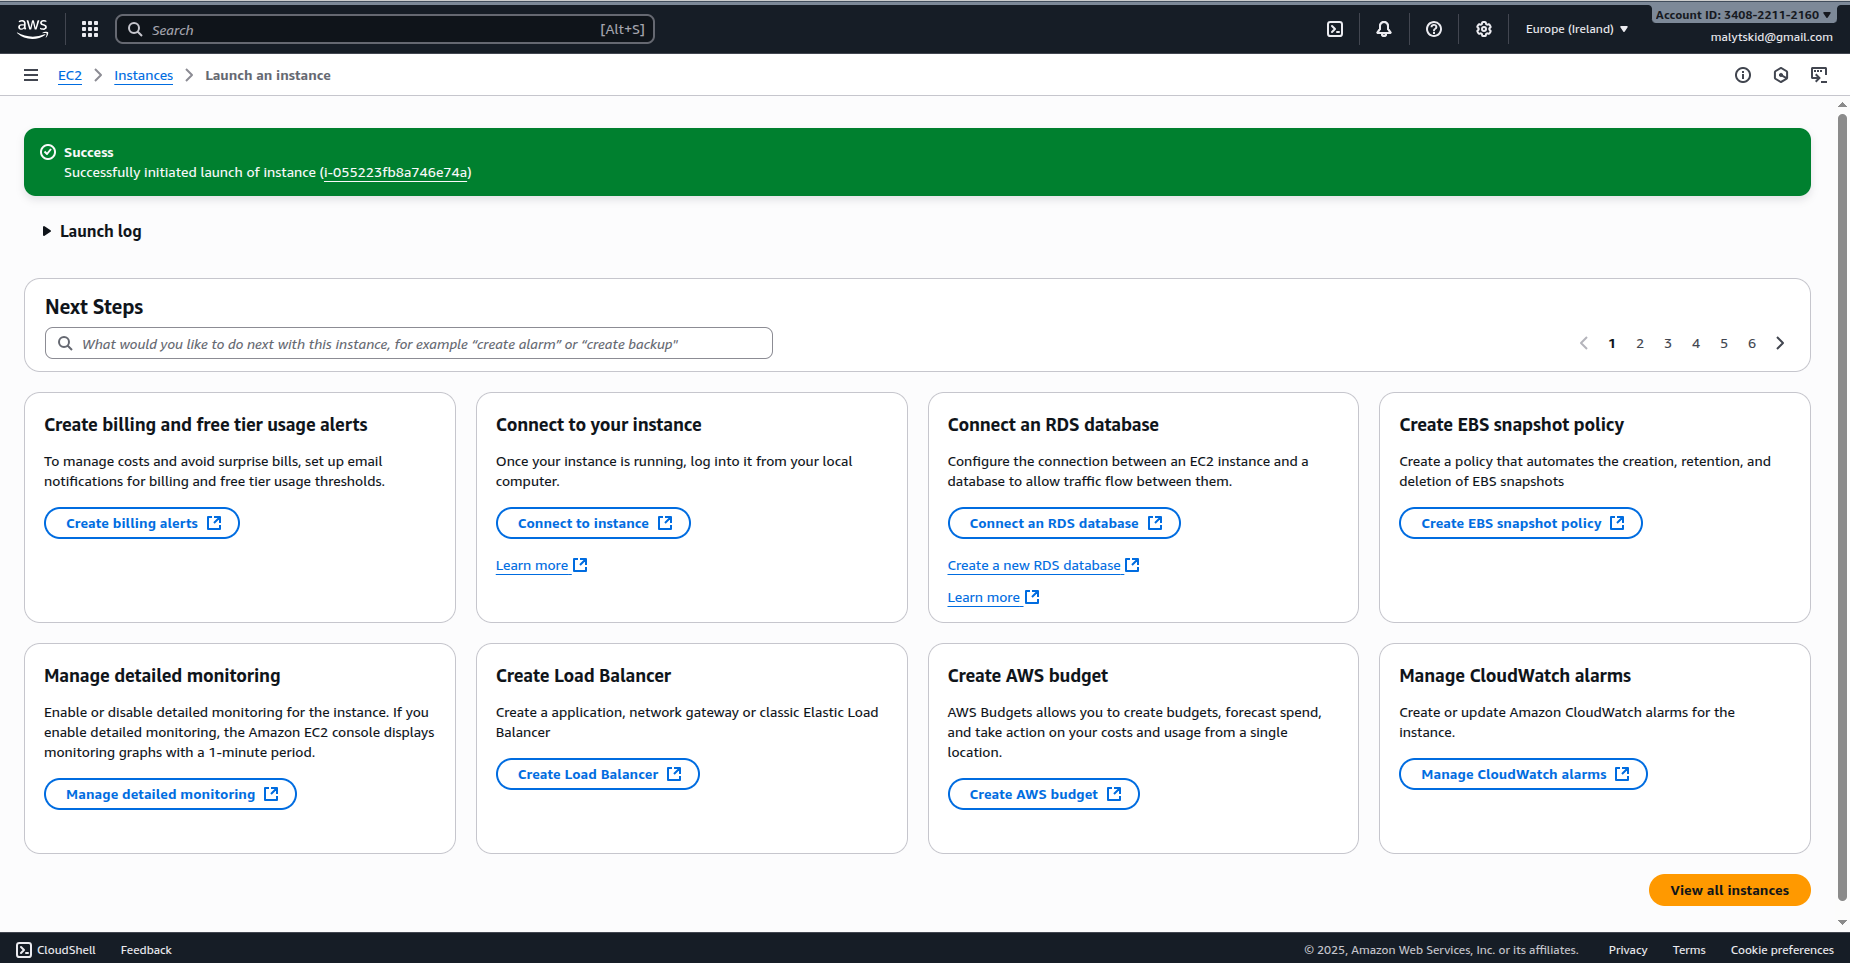 aws
Search
[Alt+S]
Europe (Ireland)
Account ID: 3408-2211-2160
malytskid@gmail.com
EC2
Instances
Launch an instance
Success
Successfully initiated launch of instance (i-055223fb8a746e74a)
Launch log
Next Steps
What would you like to do next with this instance, for example “create alarm” or “create backup”
1 2 3 4 5 6
Create billing and free tier usage alerts
To manage costs and avoid surprise bills, set up email
notifications for billing and free tier usage thresholds.
Create billing alerts
Connect to your instance
Once your instance is running, log into it from your local
computer.
Connect to instance
Learn more
Connect an RDS database
Configure the connection between an EC2 instance and a
database to allow traffic flow between them.
Connect an RDS database
Create a new RDS database
Learn more
Create EBS snapshot policy
Create a policy that automates the creation, retention, and
deletion of EBS snapshots
Create EBS snapshot policy
Manage detailed monitoring
Enable or disable detailed monitoring for the instance. If you
enable detailed monitoring, the Amazon EC2 console displays
monitoring graphs with a 1-minute period.
Manage detailed monitoring
Create Load Balancer
Create a application, network gateway or classic Elastic Load
Balancer
Create Load Balancer
Create AWS budget
AWS Budgets allows you to create budgets, forecast spend,
and take action on your costs and usage from a single
location.
Create AWS budget
Manage CloudWatch alarms
Create or update Amazon CloudWatch alarms for the
instance.
Manage CloudWatch alarms
View all instances
CloudShell
Feedback
© 2025, Amazon Web Services, Inc. or its affiliates.
Privacy
Terms
Cookie preferences